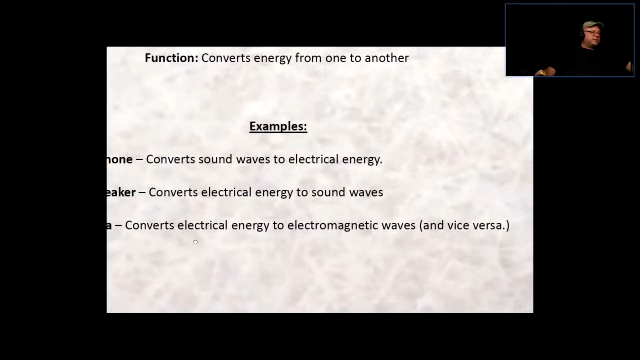 Function: Converts energy from one to another
Examples:
hone – Converts sound waves to electrical energy.
eaker – Converts electrical energy to sound waves
a – Converts electrical energy to electromagnetic waves (and vice versa.)